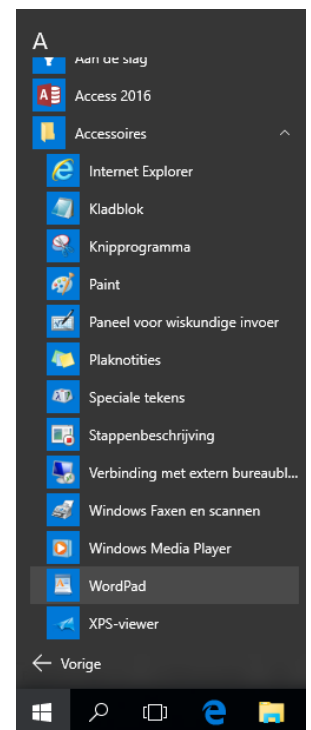 A
Aan de slag
Access 2016
Accessoires
Internet Explorer
Kladblok
Knipprogramma
Paint
Paneel voor wiskundige invoer
Plaknotities
Speciale tekens
Stappenbeschrijving
Verbinding met extern bureaubl...
Windows Faxen en scannen
Windows Media Player
WordPad
XPS-viewer
Vorige